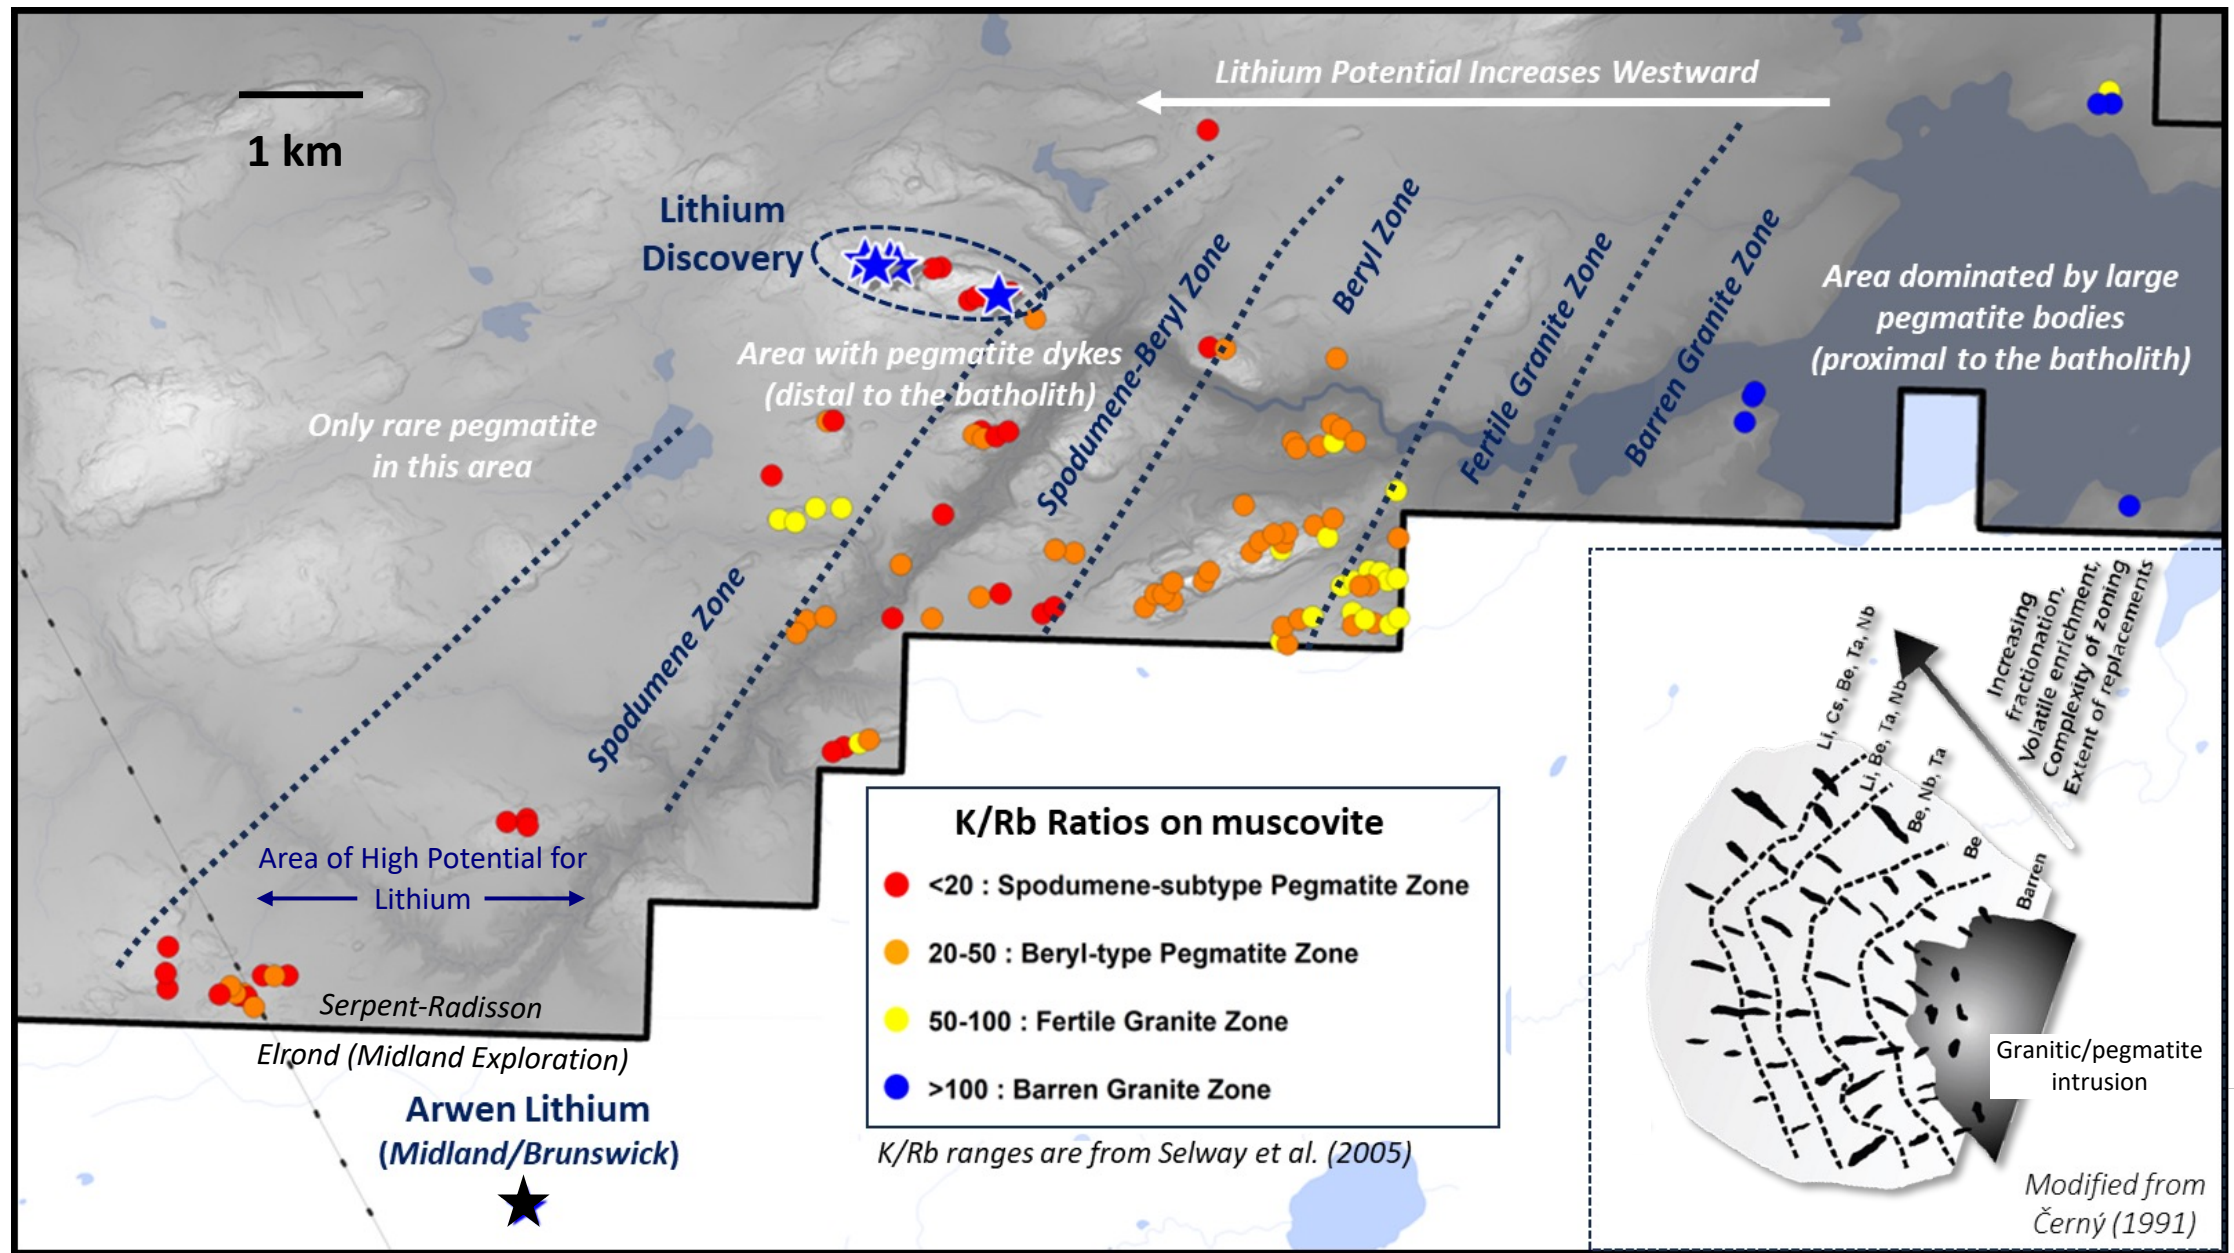 Lithium Potential Increases Westward
1 km
Lithium
Discovery
Area dominated by large
pegmatite bodies
(proximal to the batholith)
Area with pegmatite dykes
(distal to the batholith)
Only rare pegmatite
in this area
Spodumene Zone
Spodumene-Beryl Zone
Beryl Zone
Fertile Granite Zone
Barren Granite Zone
Area of High Potential for
Lithium
Serpent-Radisson
Elrond (Midland Exploration)
Arwen Lithium
(Midland/Brunswick)
K/Rb Ratios on muscovite
<20 : Spodumene-subtype Pegmatite Zone
20-50 : Beryl-type Pegmatite Zone
50-100 : Fertile Granite Zone
>100 : Barren Granite Zone
K/Rb ranges are from Selway et al. (2005)
Li, Cs, Be, Ta, Nb
Li, Be, Ta, Nb
Be, Nb, Ta
Be
Barren
Increasing
fractionation,
Volatile enrichment,
Complexity of zoning
Extent of replacements
Granitic/pegmatite
intrusion
Modified from
Černý (1991)